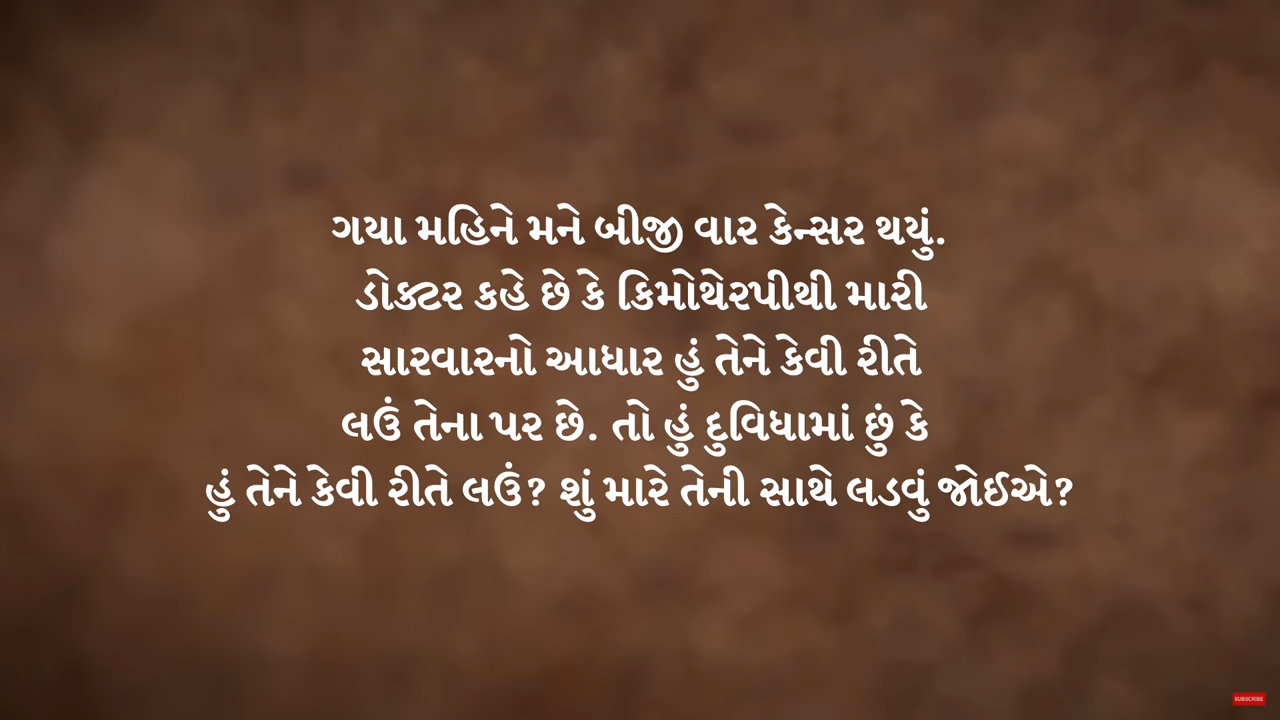 ગયા મહિને મને બીજી વાર કેન્સર થયું.
ડોક્ટર કહે છે કે કિમોથેરપીથી મારી
સારવારનો આધાર હું તેને કેવી રીતે
લઉં તેના પર છે. તો હું દુવિધામાં છું કે
હું તેને કેવી રીતે લઉં? શું મારે તેની સાથે લડવું જોઈએ?
SUBSCRIBE